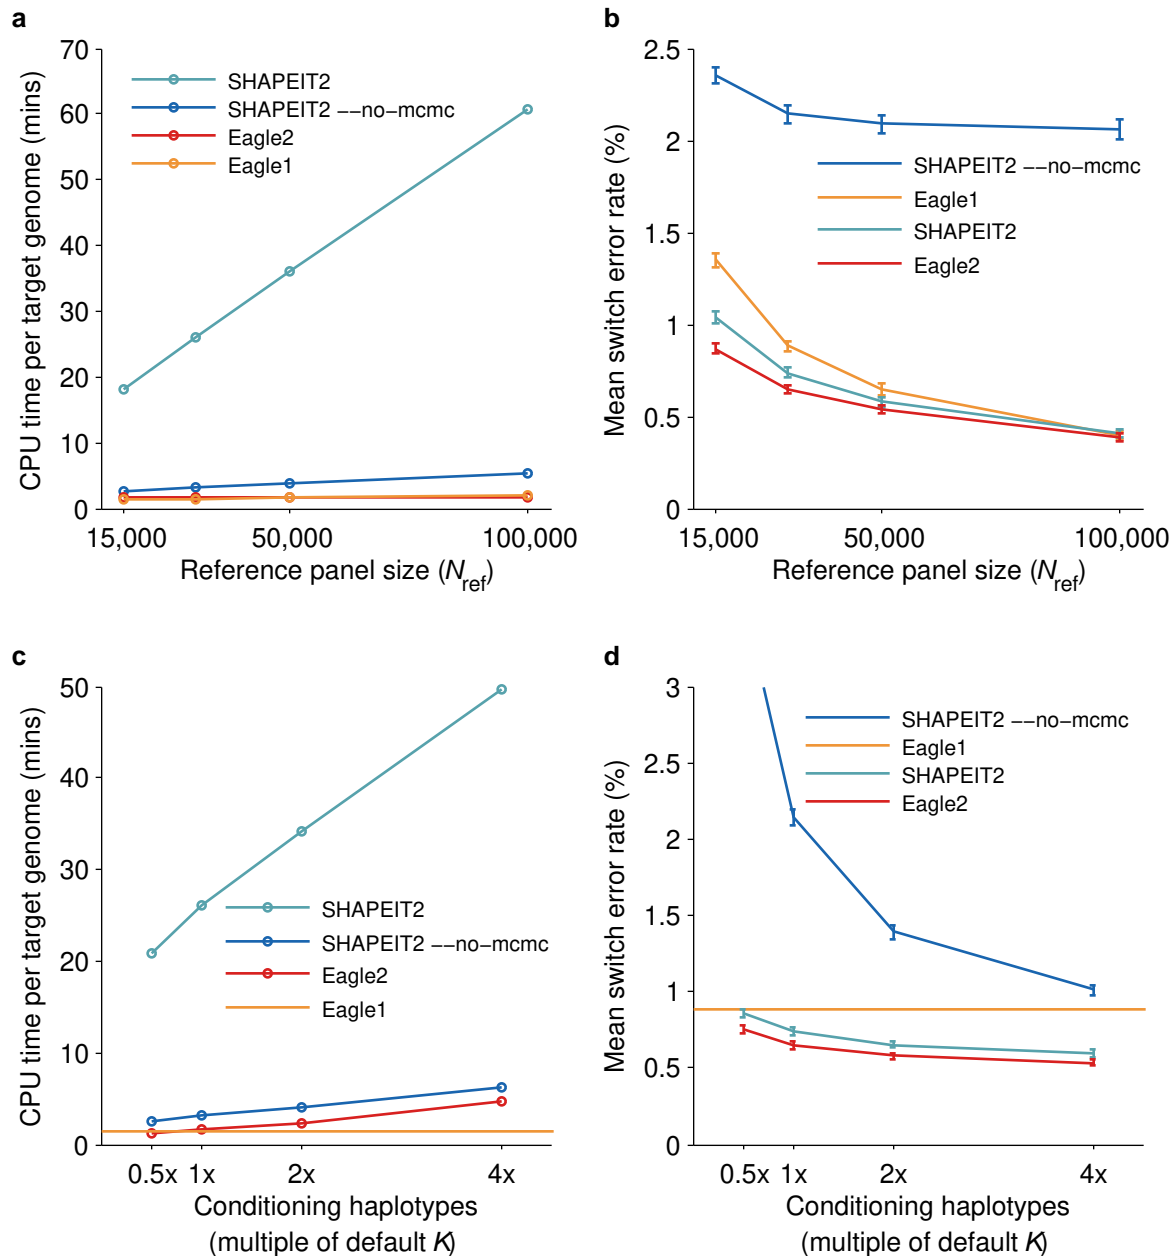 a
CPU time per target genome (mins)
70
60
50
40
30
20
10
0
SHAPEIT2
SHAPEIT2 --no-mcmc
Eagle2
Eagle1
15,000
50,000
100,000
Reference panel size (Nref)
b
Mean switch error rate (%)
2.5
2
1.5
1
0.5
0
SHAPEIT2 --no-mcmc
Eagle1
SHAPEIT2
Eagle2
15,000
50,000
100,000
Reference panel size (Nref)
c
CPU time per target genome (mins)
50
40
30
20
10
0
SHAPEIT2
SHAPEIT2 --no-mcmc
Eagle2
Eagle1
0.5x
1x
2x
4x
Conditioning haplotypes
(multiple of default K)
d
Mean switch error rate (%)
3
2.5
2
1.5
1
0.5
0
SHAPEIT2 --no-mcmc
Eagle1
SHAPEIT2
Eagle2
0.5x
1x
2x
4x
Conditioning haplotypes
(multiple of default K)